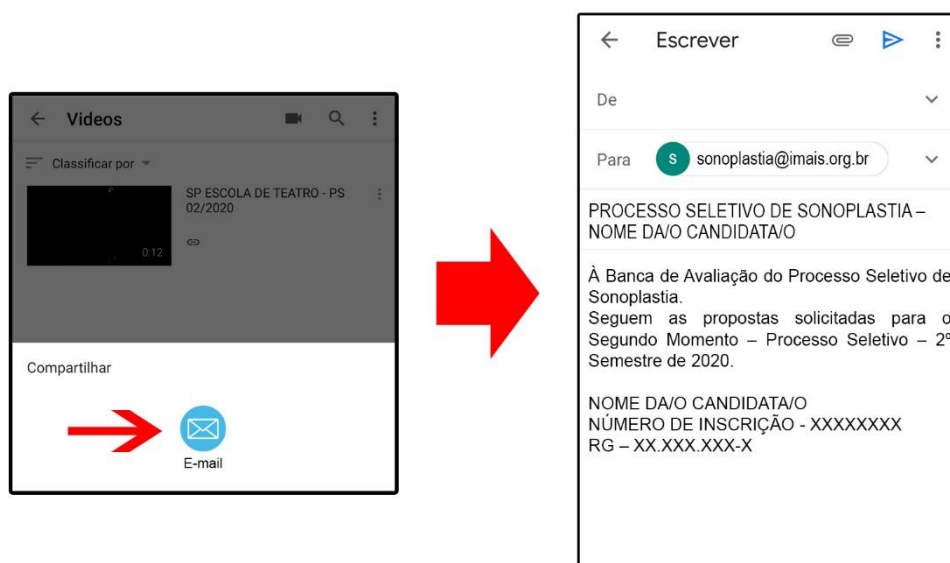 Videos
Classificar por
SP ESCOLA DE TEATRO - PS
02/2020
0:12
Compartilhar
E-mail
Escrever
De
Para S sonoplastia@imais.org.br
PROCESSO SELETIVO DE SONOPLASTIA –
NOME DA/O CANDIDATA/O
À Banca de Avaliação do Processo Seletivo de
Sonoplastia.
Seguem as propostas solicitadas para o
Segundo Momento – Processo Seletivo – 2º
Semestre de 2020.
NOME DA/O CANDIDATA/O
NÚMERO DE INSCRIÇÃO - XXXXXXXX
RG – XX.XXX.XXX-X